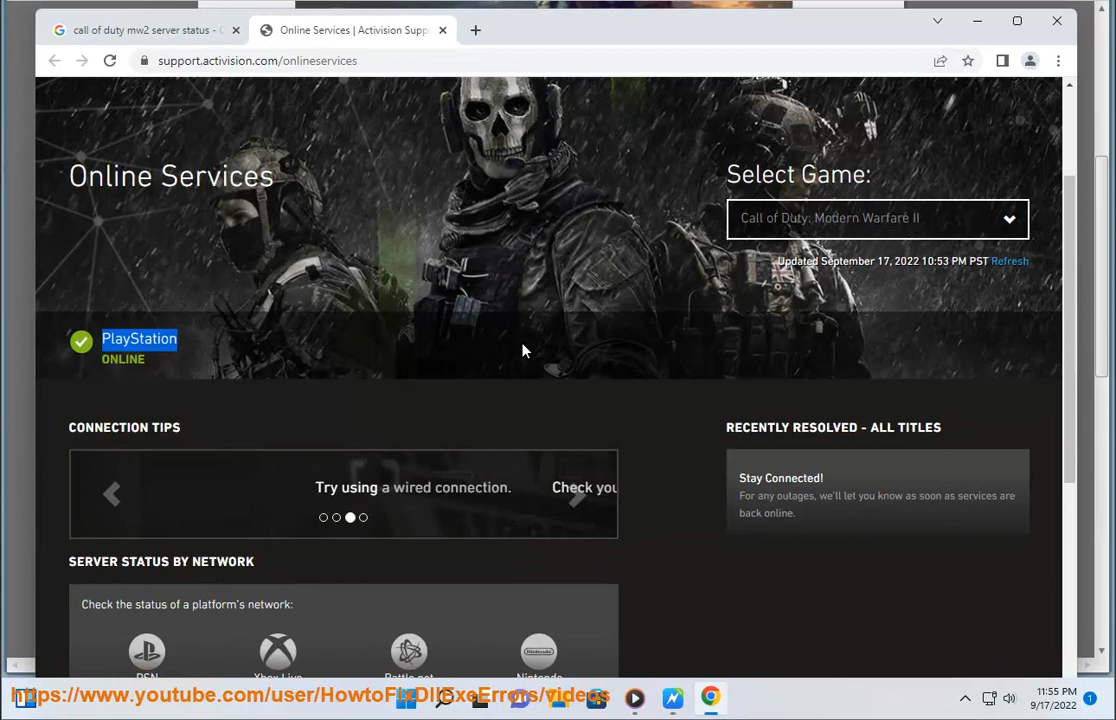 call of duty mw2 server status - G
Online Services | Activision Supp
support.activision.com/onlineservices
Online Services
Select Game:
Call of Duty: Modern Warfare II
Updated September 17, 2022 10:53 PM PST Refresh
PlayStation
ONLINE
CONNECTION TIPS
RECENTLY RESOLVED - ALL TITLES
Try using a wired connection.
Check you
Stay Connected!
For any outages, we'll let you know as soon as services are
back online.
SERVER STATUS BY NETWORK
Check the status of a platform's network:
PSN
Xbox Live
Battle.net
Nintendo
https://www.youtube.com/user/HowtoFixDllExeErrors/videos
11:55 PM
9/17/2022
1